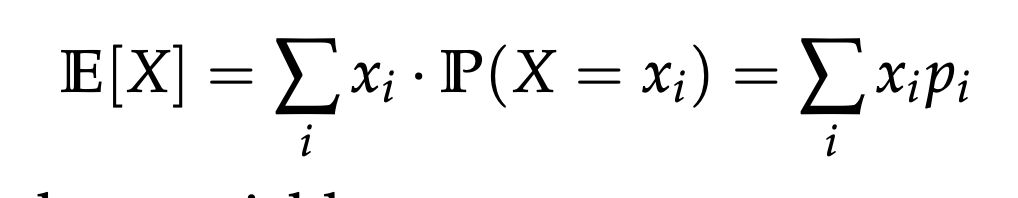 𝔼[X] = ∑ᵢ xᵢ · ℙ(X = xᵢ) = ∑ᵢ xᵢpᵢ